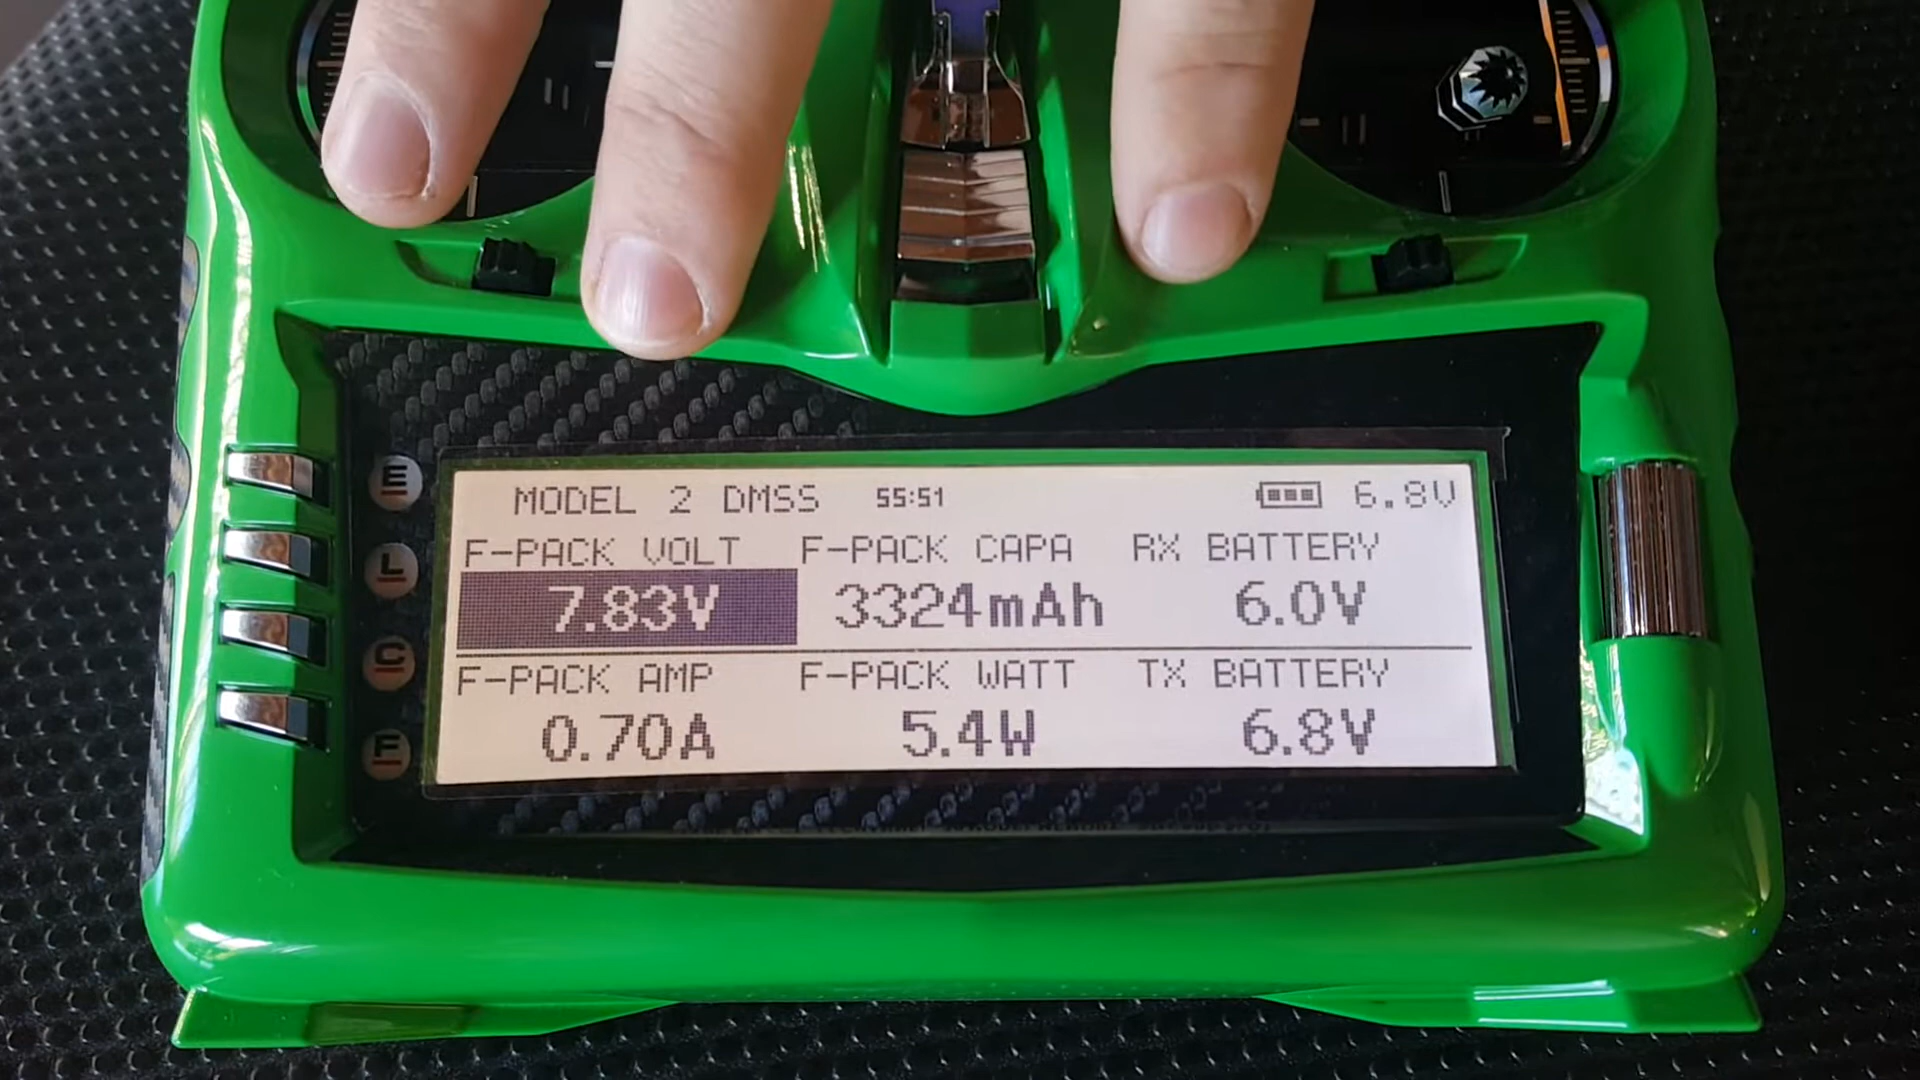 MODEL 2 DMSS 55:51 6.8V
F-PACK VOLT F-PACK CAPA RX BATTERY
7.83V 3324mAh 6.0V
F-PACK AMP F-PACK WATT TX BATTERY
0.70A 5.4W 6.8V
E
L
C
F